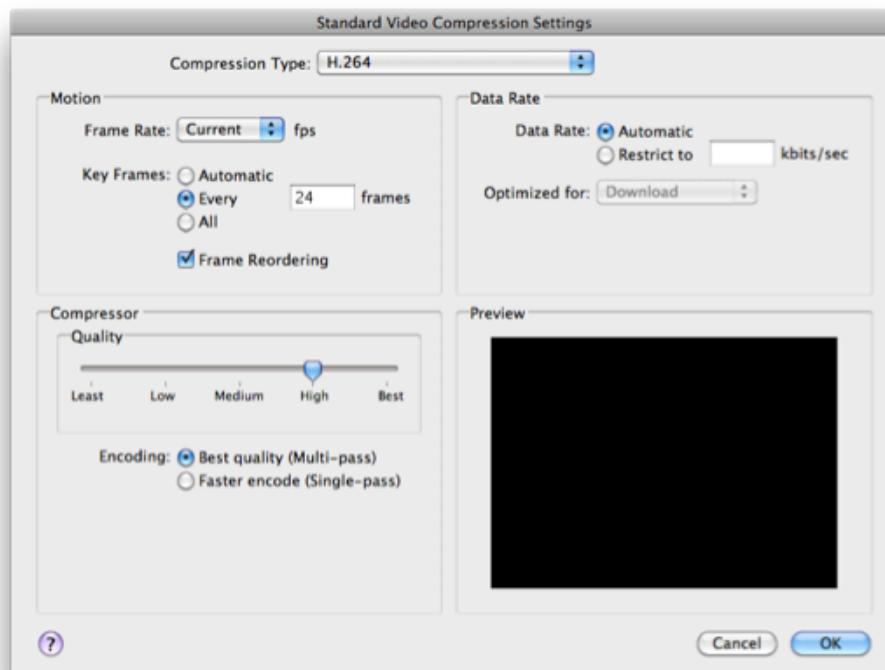 Standard Video Compression Settings
Compression Type: H.264
Motion
Frame Rate: Current fps
Key Frames: Automatic
Every 24 frames
All
Frame Reordering
Data Rate
Data Rate: Automatic
Restrict to kbits/sec
Optimized for: Download
Compressor
Quality
Least Low Medium High Best
Encoding: Best quality (Multi-pass)
Faster encode (Single-pass)
Preview
?
Cancel OK